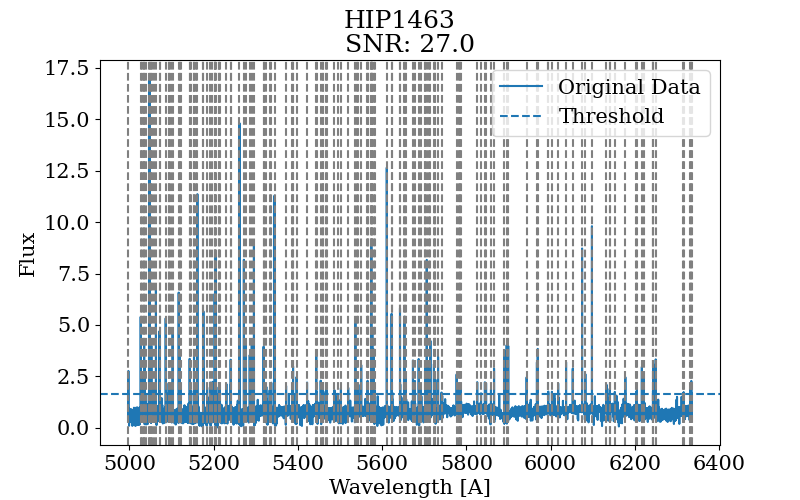 HIP1463
SNR: 27.0
Original Data
Threshold
Flux
17.5
15.0
12.5
10.0
7.5
5.0
2.5
0.0
5000 5200 5400 5600 5800 6000 6200 6400
Wavelength [A]